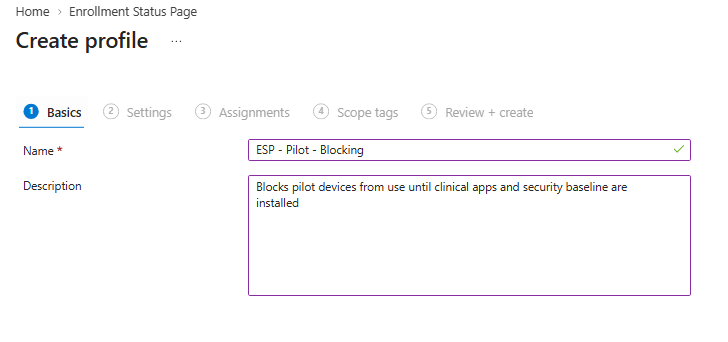 Home > Enrollment Status Page
Create profile ...
1 Basics 2 Settings 3 Assignments 4 Scope tags 5 Review + create
Name * ESP - Pilot - Blocking
Description Blocks pilot devices from use until clinical apps and security baseline are
installed